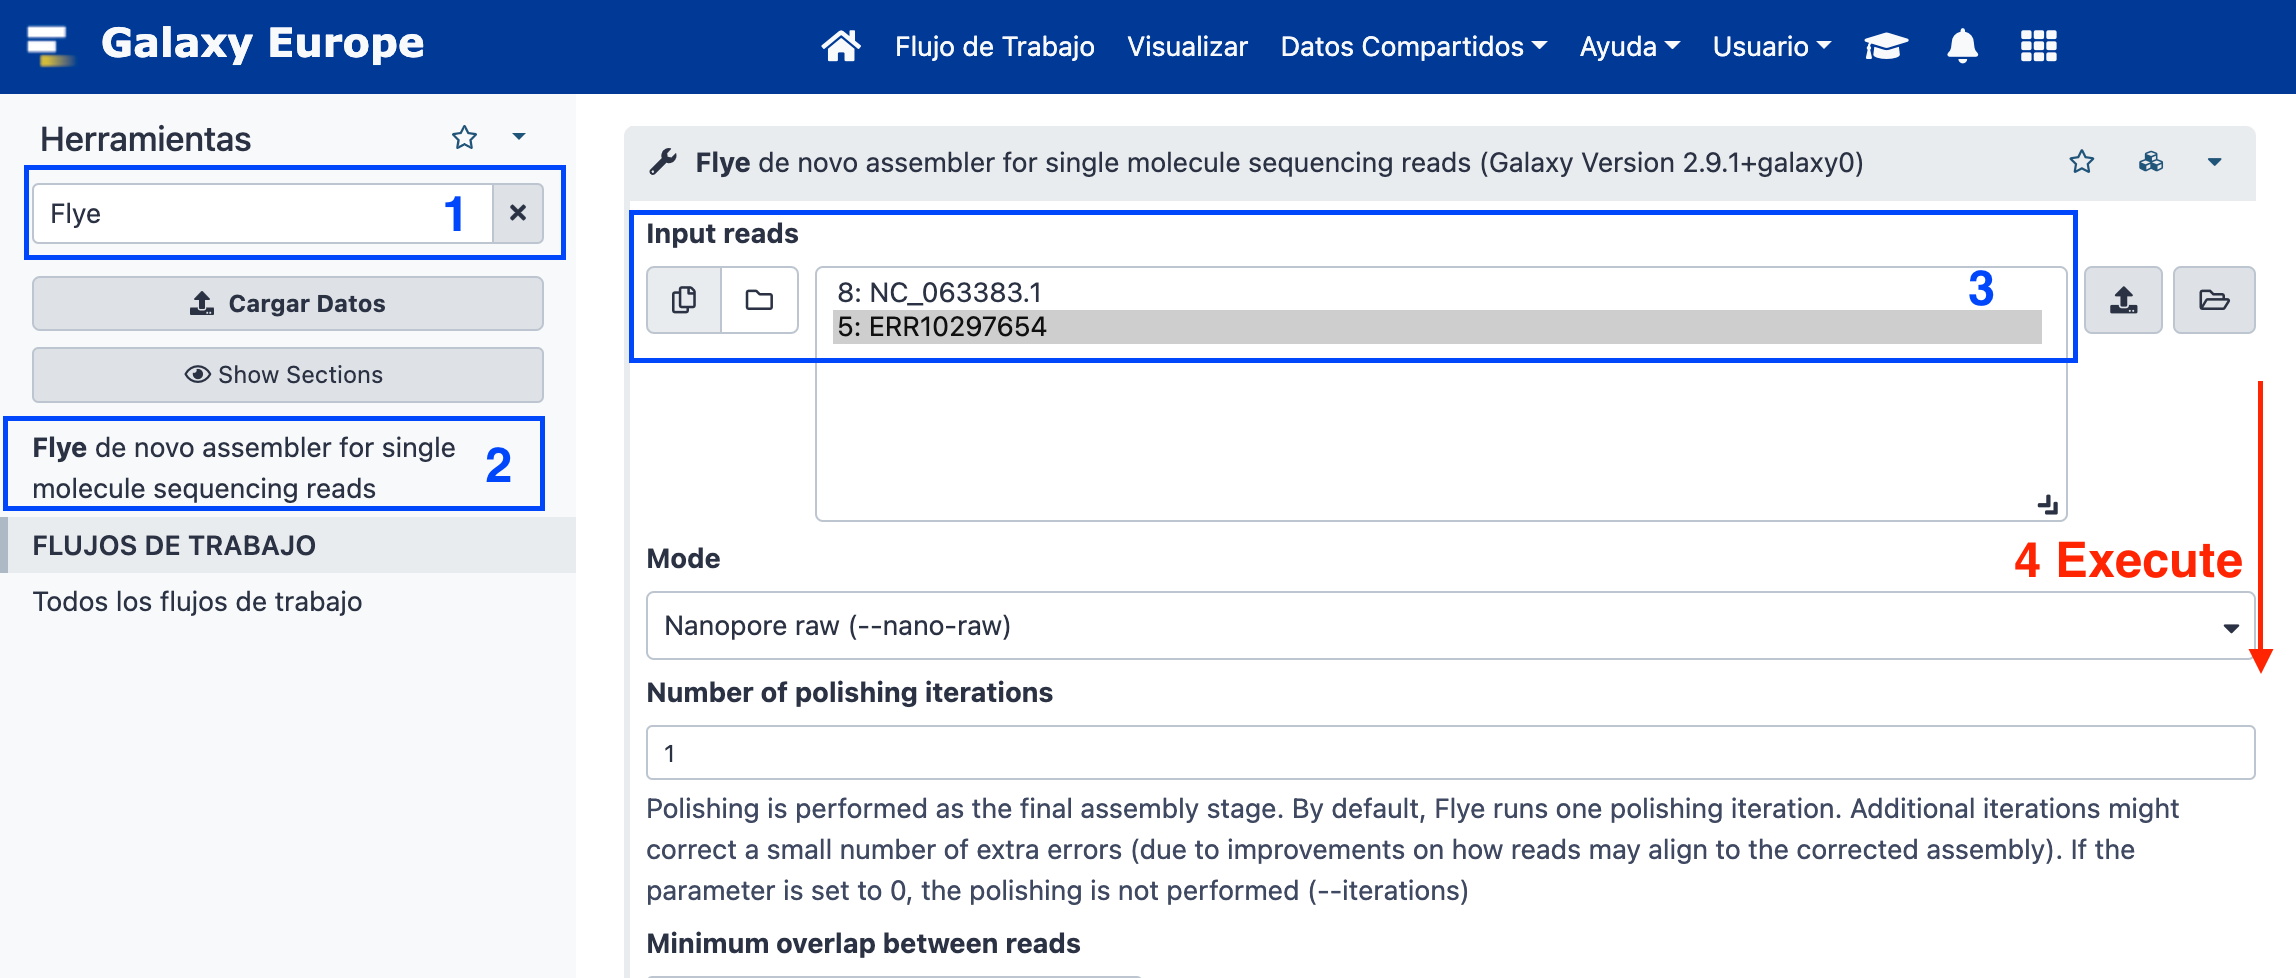 Galaxy Europe
Flujo de Trabajo Visualizar Datos Compartidos Ayuda Usuario
Herramientas
Flye 1
Cargar Datos
Show Sections
Flye de novo assembler for single
molecule sequencing reads
2
FLUJOS DE TRABAJO
Todos los flujos de trabajo
Flye de novo assembler for single molecule sequencing reads (Galaxy Version 2.9.1+galaxy0)
Input reads
8: NC_063383.1
5: ERR10297654
3
4 Execute
Mode
Nanopore raw (--nano-raw)
Number of polishing iterations
1
Polishing is performed as the final assembly stage. By default, Flye runs one polishing iteration. Additional iterations might
correct a small number of extra errors (due to improvements on how reads may align to the corrected assembly). If the
parameter is set to 0, the polishing is not performed (--iterations)
Minimum overlap between reads